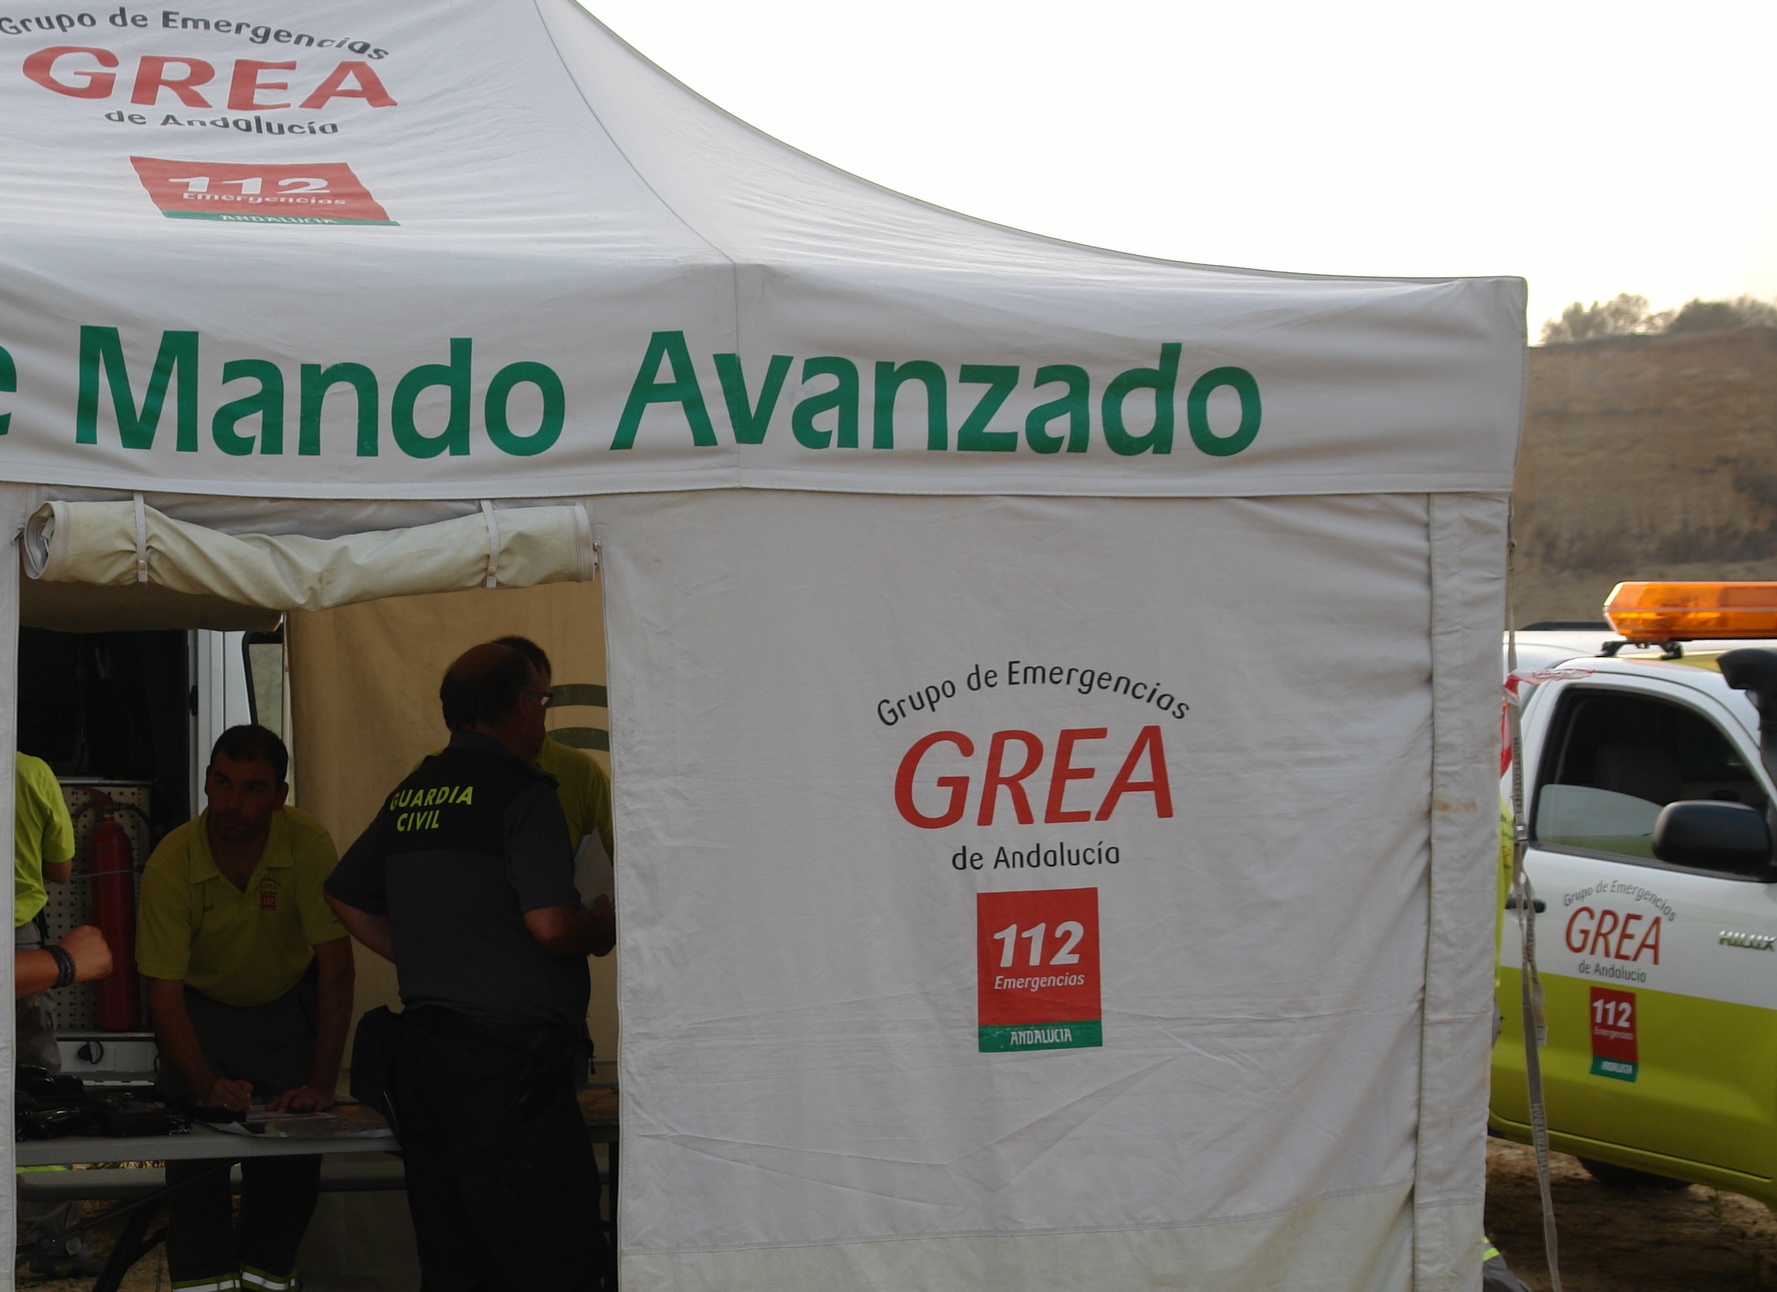 Grupo de Emergencias
GREA
de Andalucía
112
Emergencias
ANDALUCIA
e Mando Avanzado
GUARDIA
CIVIL
Grupo de Emergencias
GREA
de Andalucía
112
Emergencias
ANDALUCIA
Grupo de Emergencias
GREA
de Andalucía
HILUX
112
Emergencias
ANDALUCIA